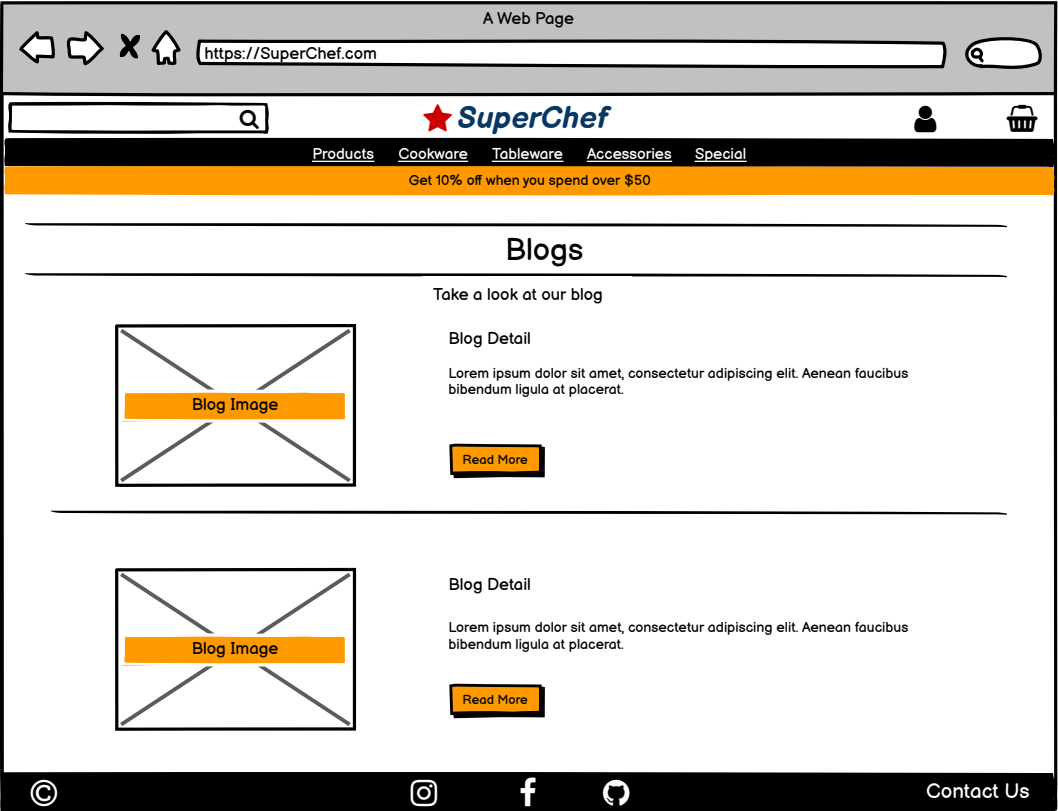 A Web Page
https://SuperChef.com
SuperChef
Products Cookware Tableware Accessories Special
Get 10% off when you spend over $50
Blogs
Take a look at our blog
Blog Image
Blog Detail
Lorem ipsum dolor sit amet, consectetur adipiscing elit. Aenean faucibus
bibendum ligula at placerat.
Read More
Blog Image
Blog Detail
Lorem ipsum dolor sit amet, consectetur adipiscing elit. Aenean faucibus
bibendum ligula at placerat.
Read More
© Contact Us